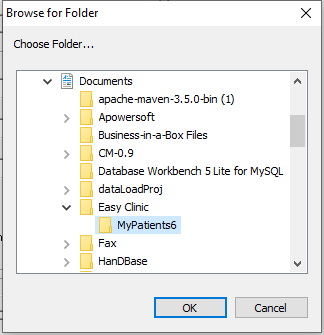 Browse for Folder
Choose Folder...
Documents
apache-maven-3.5.0-bin (1)
Apowersoft
Business-in-a-Box Files
CM-0.9
Database Workbench 5 Lite for MySQL
dataLoadProj
Easy Clinic
MyPatients6
Fax
HanDBase
OK
Cancel